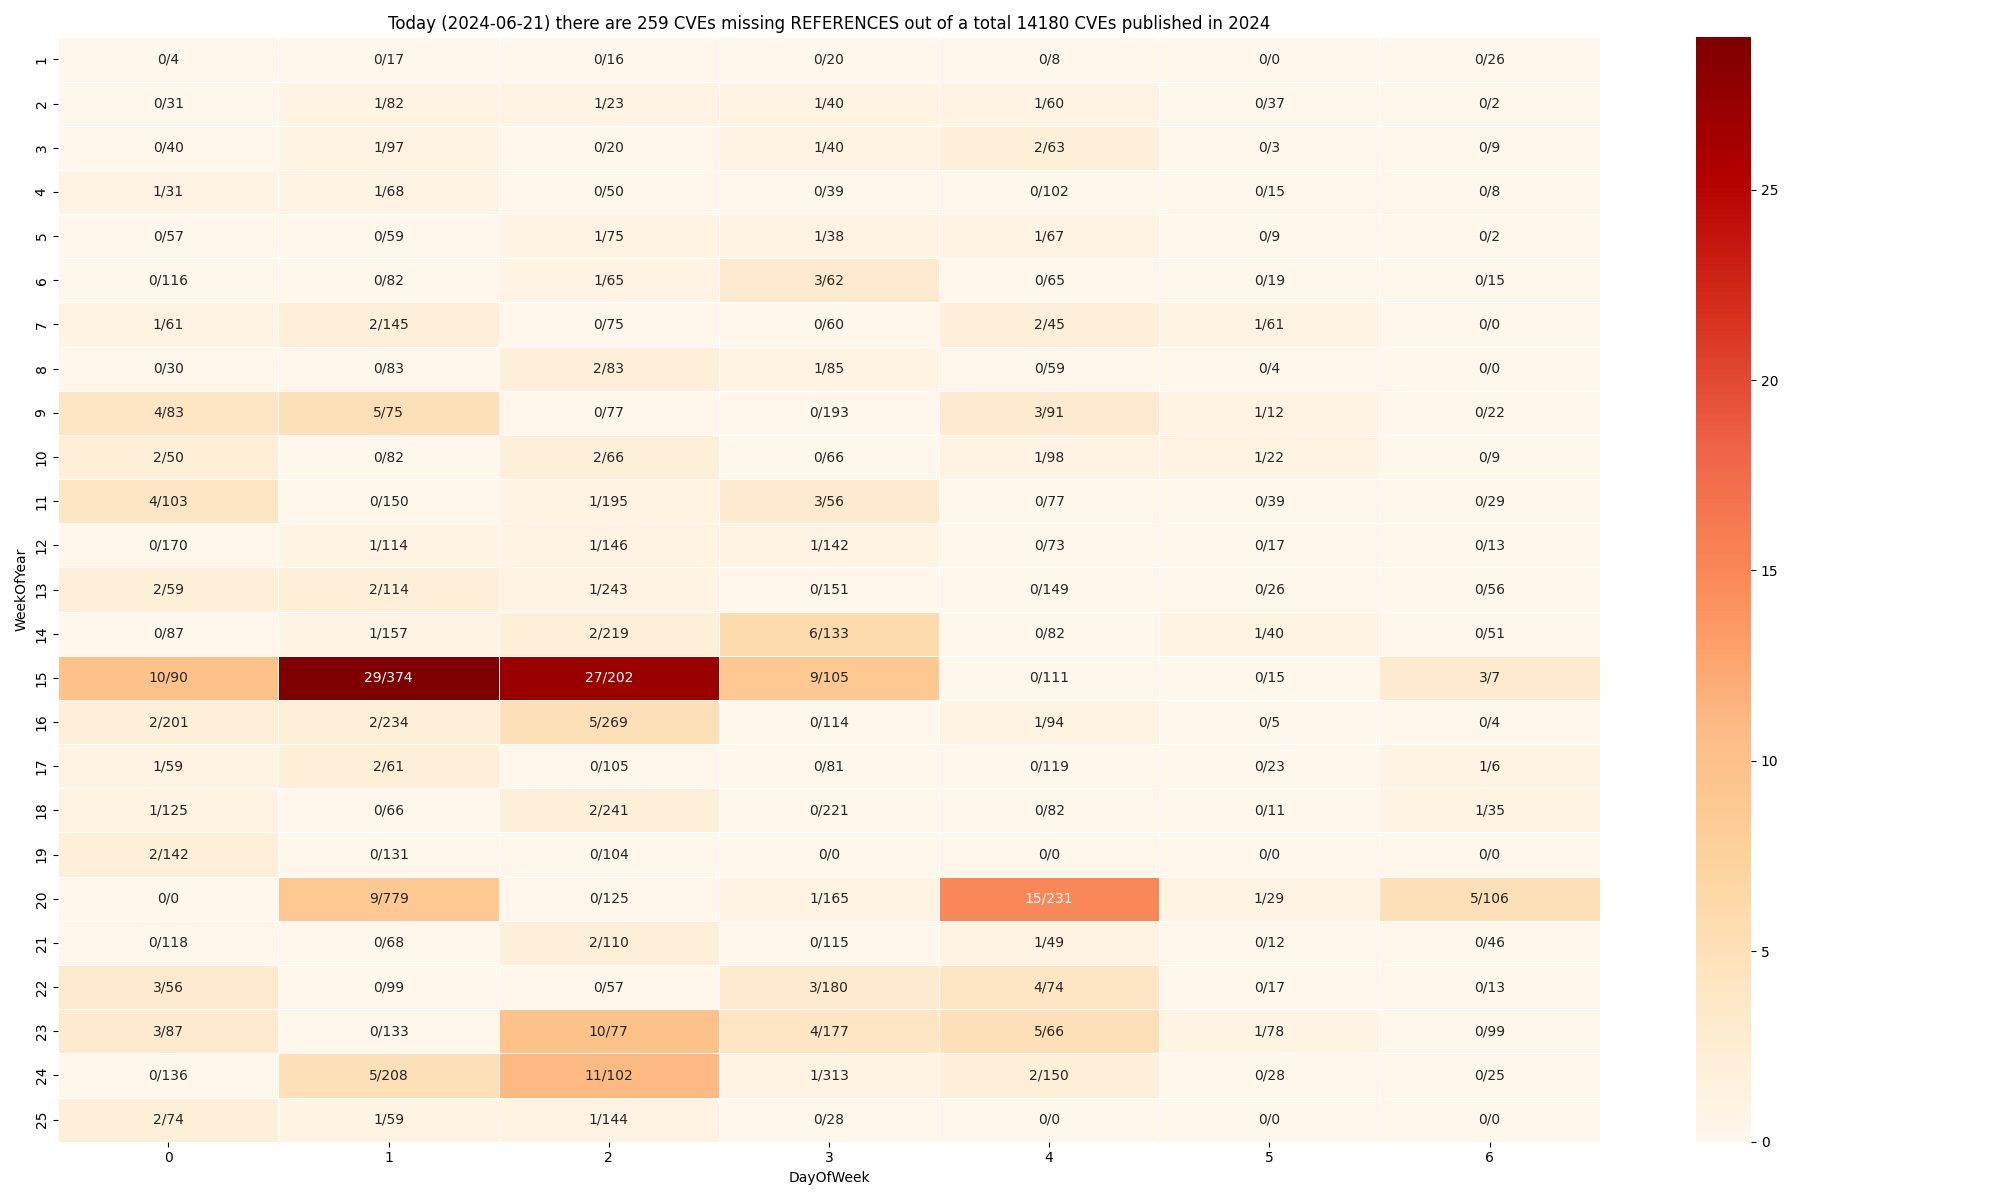 Today (2024-06-21) there are 259 CVEs missing REFERENCES out of a total 14180 CVEs published in 2024
1 0/4 0/17 0/16 0/20 0/8 0/0 0/26
2 0/31 1/82 1/23 1/40 1/60 0/37 0/2
3 0/40 1/97 0/20 1/40 2/63 0/3 0/9
4 1/31 1/68 0/50 0/39 0/102 0/15 0/8
5 0/57 0/59 1/75 1/38 1/67 0/9 0/2
6 0/116 0/82 1/65 3/62 0/65 0/19 0/15
7 1/61 2/145 0/75 0/60 2/45 1/61 0/0
8 0/30 0/83 2/83 1/85 0/59 0/4 0/0
9 4/83 5/75 0/77 0/193 3/91 1/12 0/22
10 2/50 0/82 2/66 0/66 1/98 1/22 0/9
11 4/103 0/150 1/195 3/56 0/77 0/39 0/29
12 0/170 1/114 1/146 1/142 0/73 0/17 0/13
13 2/59 2/114 1/243 0/151 0/149 0/26 0/56
14 0/87 1/157 2/219 6/133 0/82 1/40 0/51
15 10/90 29/374 27/202 9/105 0/111 0/15 3/7
16 2/201 2/234 5/269 0/114 1/94 0/5 0/4
17 1/59 2/61 0/105 0/81 0/119 0/23 1/6
18 1/125 0/66 2/241 0/221 0/82 0/11 1/35
19 2/142 0/131 0/104 0/0 0/0 0/0 0/0
20 0/0 9/779 0/125 1/165 15/231 1/29 5/106
21 0/118 0/68 2/110 0/115 1/49 0/12 0/46
22 3/56 0/99 0/57 3/180 4/74 0/17 0/13
23 3/87 0/133 10/77 4/177 5/66 1/78 0/99
24 0/136 5/208 11/102 1/313 2/150 0/28 0/25
25 2/74 1/59 1/144 0/28 0/0 0/0 0/0
0 1 2 3 4 5 6
DayOfWeek
WeekOfYear
25
20
15
10
5
0